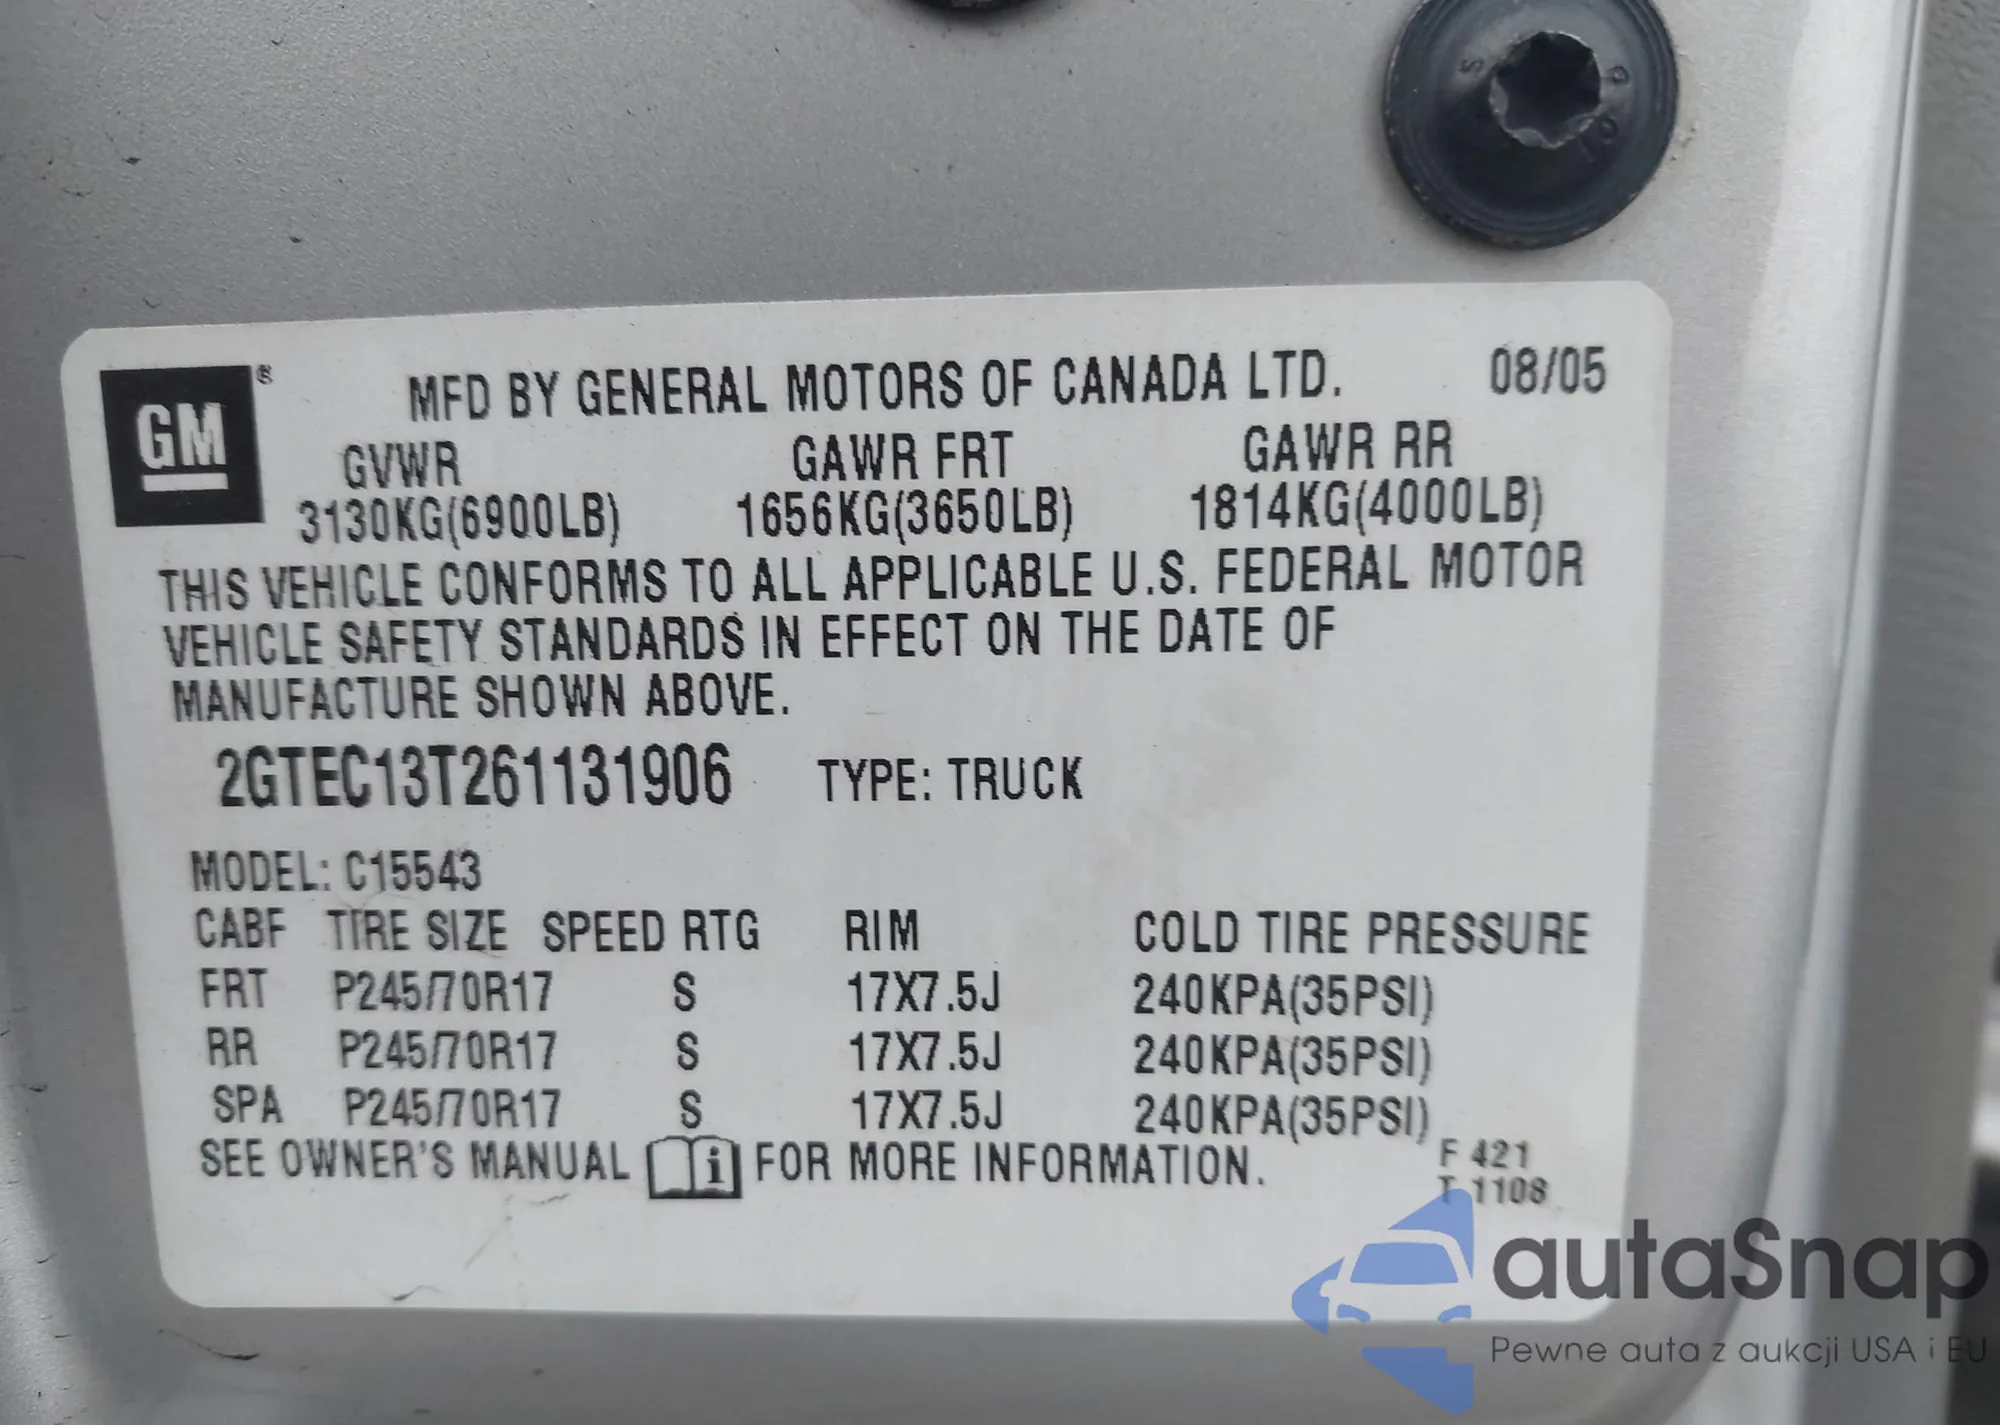 GM ®
MFD BY GENERAL MOTORS OF CANADA LTD. 08/05
GVWR GAWR FRT GAWR RR
3130KG(6900LB) 1656KG(3650LB) 1814KG(4000LB)
THIS VEHICLE CONFORMS TO ALL APPLICABLE U.S. FEDERAL MOTOR
VEHICLE SAFETY STANDARDS IN EFFECT ON THE DATE OF
MANUFACTURE SHOWN ABOVE.
2GTEC13T261131906 TYPE: TRUCK
MODEL: C15543
CABF TIRE SIZE SPEED RTG RIM COLD TIRE PRESSURE
FRT P245/70R17 S 17X7.5J 240KPA(35PSI)
RR P245/70R17 S 17X7.5J 240KPA(35PSI)
SPA P245/70R17 S 17X7.5J 240KPA(35PSI)
SEE OWNER'S MANUAL i FOR MORE INFORMATION.
F 421
T 1108
autaSnap
Pewne auta z aukcji USA i EU